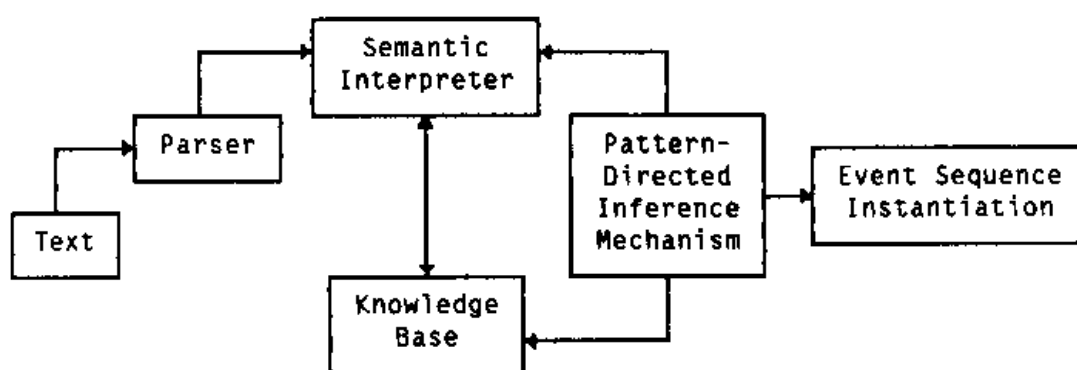 Semantic
Interpreter
Parser
Text
Pattern-
Directed
Inference
Mechanism
Event Sequence
Instantiation
Knowledge
Base